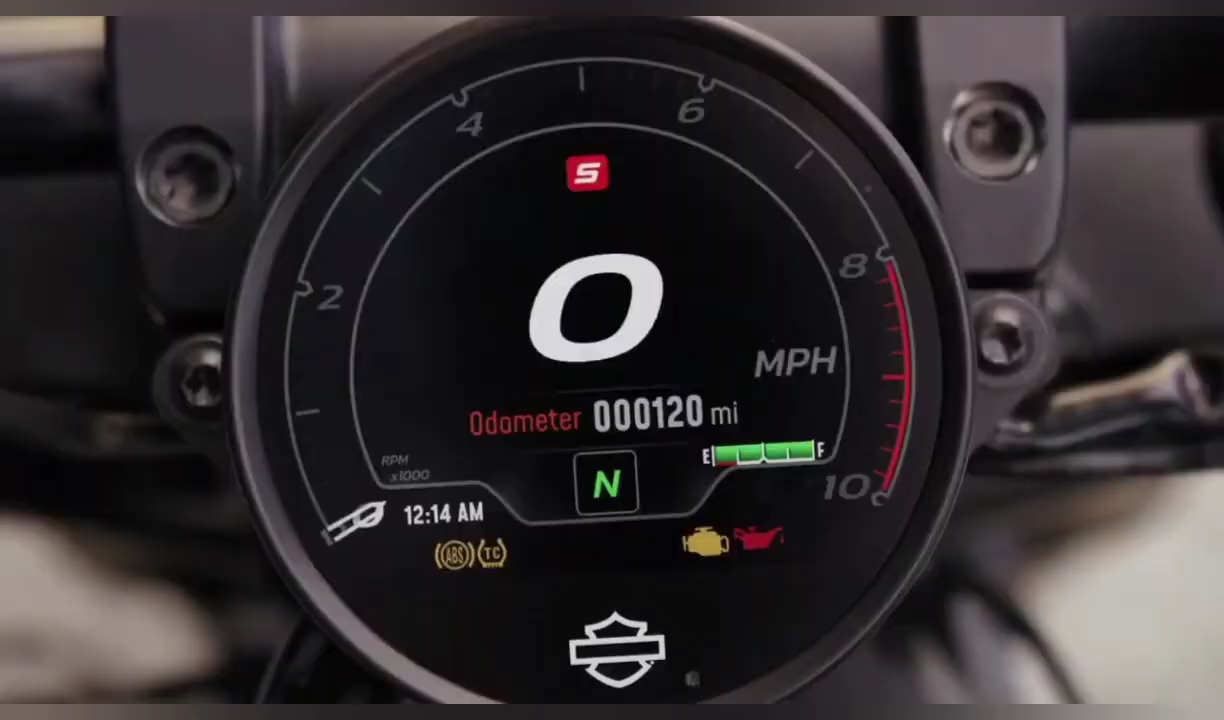 4
6
S
2
8
0
MPH
Odometer 000120 mi
E F
RPM
x1000
N
10
12:14 AM
ABS TC